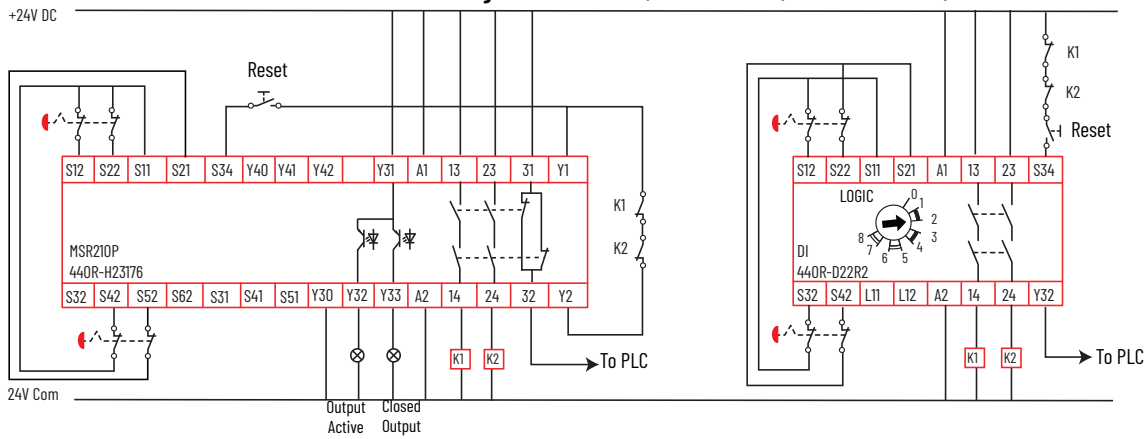 +24V DC
Reset
K1
K2
Reset
S12 S22 S11 S21 S34 Y40 Y41 Y42 Y31 A1 13 23 31 Y1
S12 S22 S11 S21 A1 13 23 S34
K1
K2
MSR210P
440R-H23176
LOGIC
0
1
2
3
4
5
6
7
8
DI
440R-D22R2
S32 S42 S52 S62 S31 S41 S51 Y30 Y32 Y33 A2 14 24 32 Y2
S32 S42 L11 L12 A2 14 24 Y32
K1 K2
To PLC
K1 K2
To PLC
24V Com
Output
Active
Closed
Output